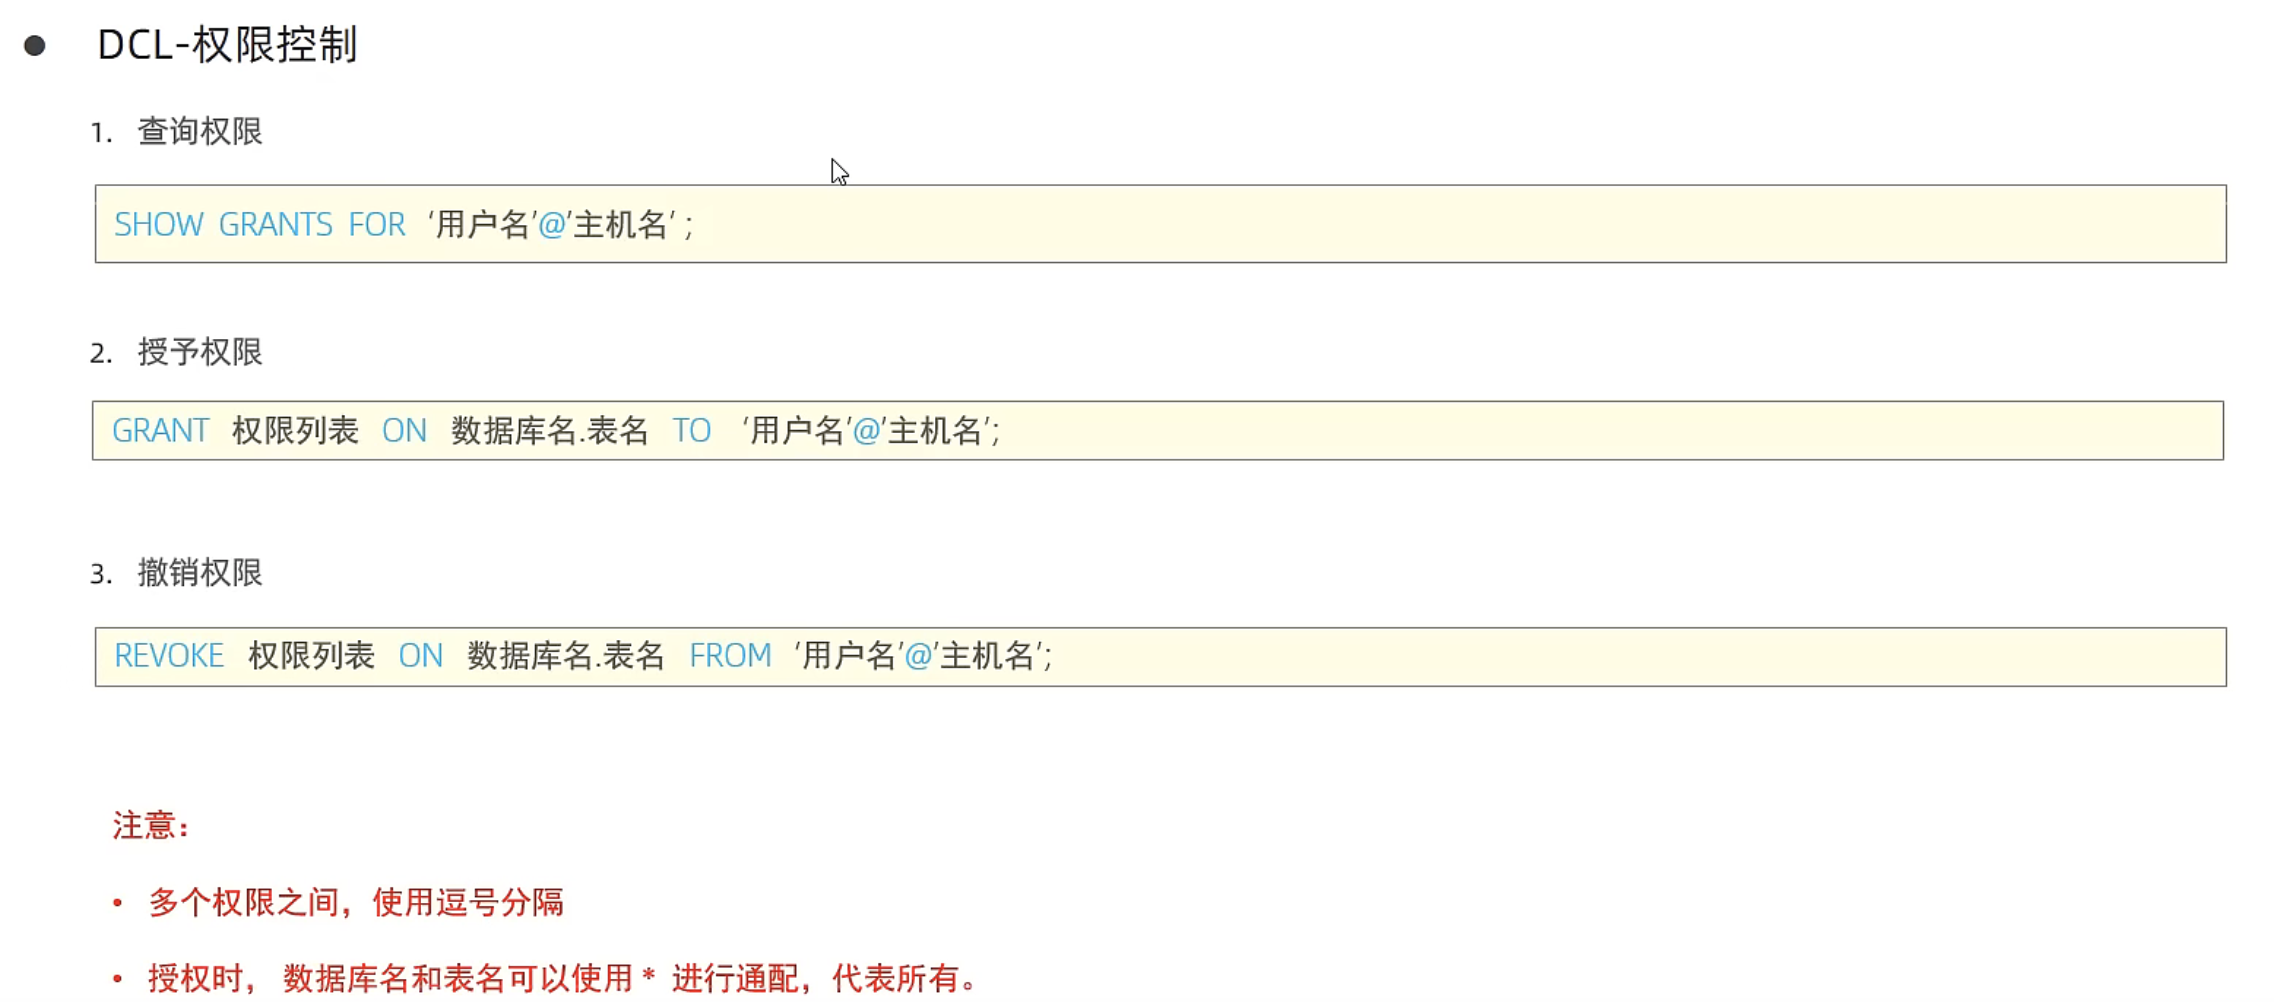 ● DCL-权限控制
1. 查询权限
SHOW GRANTS FOR ‘用户名’@’主机名’ ;
2. 授予权限
GRANT 权限列表 ON 数据库名.表名 TO ‘用户名’@’主机名’;
3. 撤销权限
REVOKE 权限列表 ON 数据库名.表名 FROM ‘用户名’@’主机名’;
注意：
• 多个权限之间，使用逗号分隔
• 授权时， 数据库名和表名可以使用 * 进行通配，代表所有。